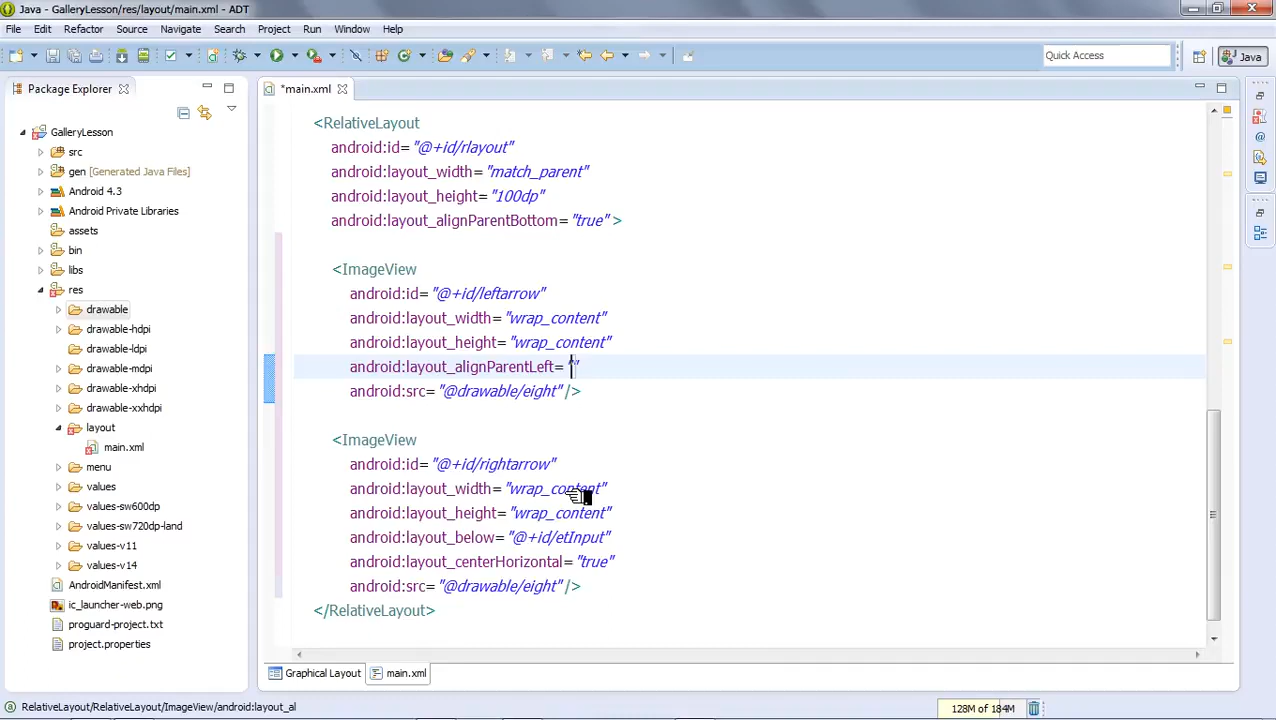 Java - GalleryLesson/res/layout/main.xml - ADT
File Edit Refactor Source Navigate Search Project Run Window Help
Quick Access
Java
Package Explorer
*main.xml
GalleryLesson
src
gen [Generated Java Files]
Android 4.3
Android Private Libraries
assets
bin
libs
res
drawable
drawable-hdpi
drawable-ldpi
drawable-mdpi
drawable-xhdpi
drawable-xxhdpi
layout
main.xml
menu
values
values-sw600dp
values-sw720dp-land
values-v11
values-v14
AndroidManifest.xml
ic_launcher-web.png
proguard-project.txt
project.properties
<RelativeLayout
android:id="@+id/rlayout"
android:layout_width="match_parent"
android:layout_height="100dp"
android:layout_alignParentBottom="true" >
<ImageView
android:id="@+id/leftarrow"
android:layout_width="wrap_content"
android:layout_height="wrap_content"
android:layout_alignParentLeft=""
android:src="@drawable/eight" />
<ImageView
android:id="@+id/rightarrow"
android:layout_width="wrap_content"
android:layout_height="wrap_content"
android:layout_below="@+id/etInput"
android:layout_centerHorizontal="true"
android:src="@drawable/eight" />
</RelativeLayout>
Graphical Layout
main.xml
RelativeLayout/RelativeLayout/ImageView/android:layout_al
128M of 184M